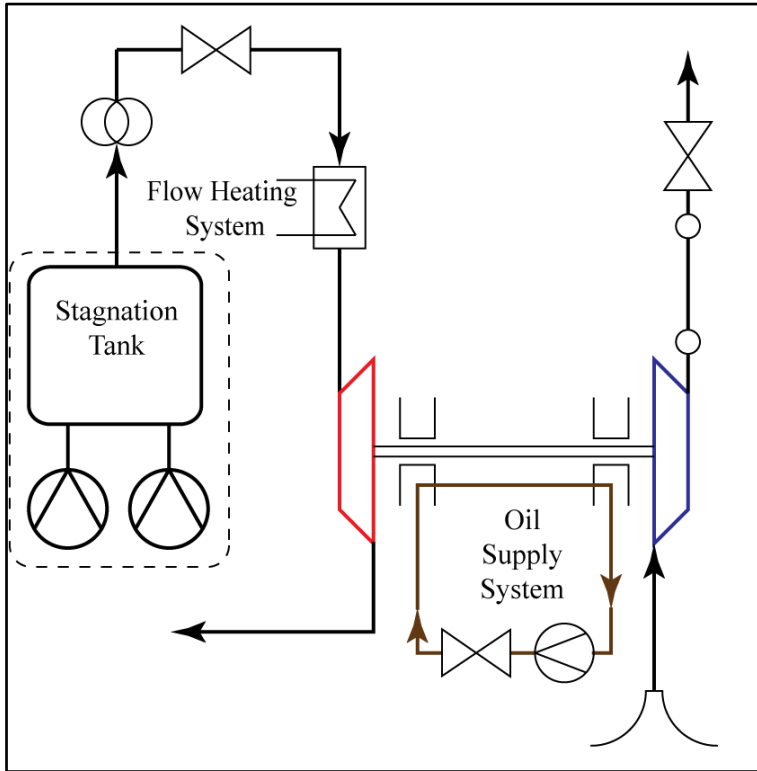 Flow Heating
System
Stagnation
Tank
Oil
Supply
System